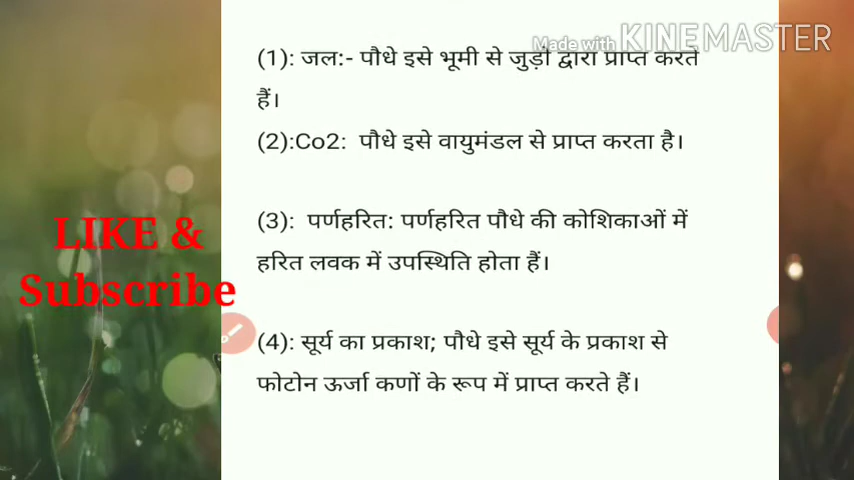 Made with KINEMASTER
(1): जल:- पौधे इसे भूमी से जुड़ो द्वारा प्राप्त करते
हैं।
(2):Co2: पौधे इसे वायुमंडल से प्राप्त करता है।
(3): पर्णहरित: पर्णहरित पौधे की कोशिकाओं में
हरित लवक में उपस्थिति होता हैं।
(4): सूर्य का प्रकाश; पौधे इसे सूर्य के प्रकाश से
फोटोन ऊर्जा कणों के रूप में प्राप्त करते हैं।
LIKE &
Subscribe